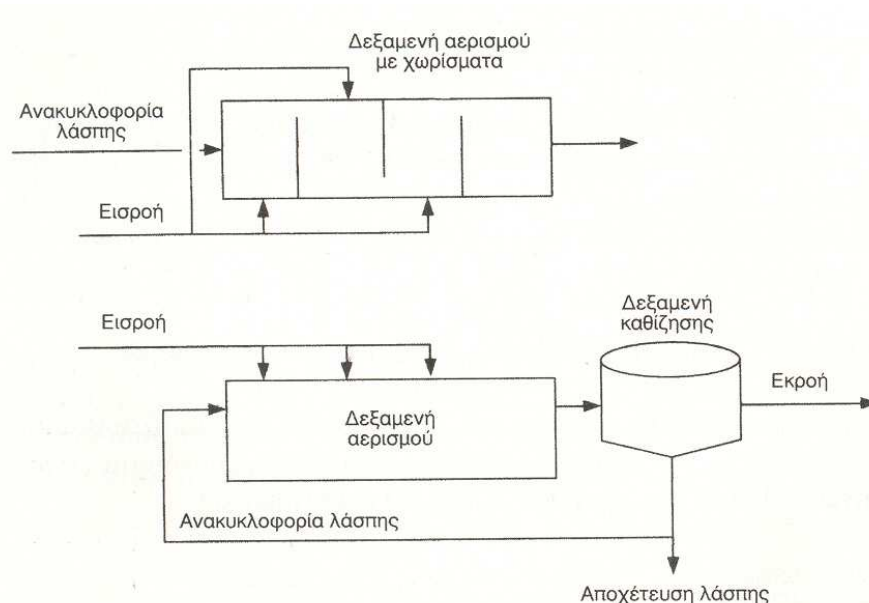 Δεξαμενή αερισμού
με χωρίσματα
Ανακυκλοφορία
λάσπης
Εισροή
Εισροή
Δεξαμενή
καθίζησης
Εκροή
Δεξαμενή
αερισμού
Ανακυκλοφορία λάσπης
Αποχέτευση λάσπης